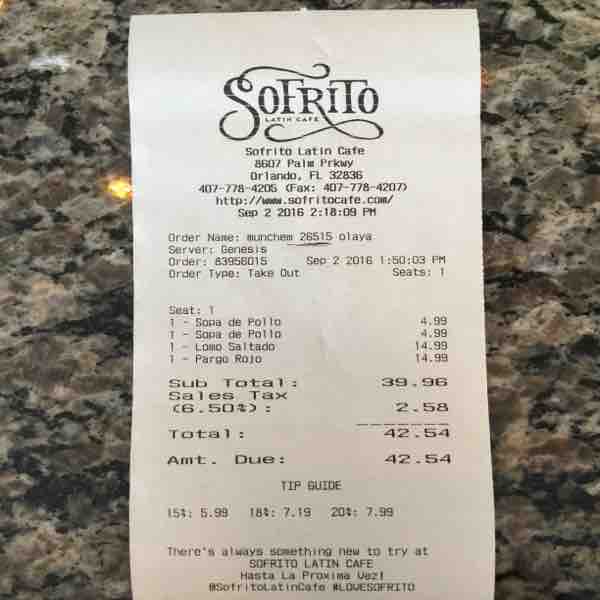 SOFRITO
LATIN CAFE
Sofrito Latin Cafe
8607 Palm Prkwy
Orlando, FL 32836
407-778-4205 (Fax: 407-778-4207)
http://www.sofritocafe.com/
Sep 2 2016 2:18:09 PM
Order Name: munchem 26515 olaya
Server: Genesis
Order: 83956015 Sep 2 2016 1:50:03 PM
Order Type: Take Out Seats: 1
Seat: 1
1 - Sopa de Pollo 4.99
1 - Sopa de Pollo 4.99
1 - Lomo Saltado 14.99
1 - Pargo Rojo 14.99
Sub Total: 39.96
Sales Tax
(6.50%): 2.58
Total: 42.54
Amt. Due: 42.54
TIP GUIDE
15%: 5.99 18%: 7.19 20%: 7.99
There's always something new to try at
SOFRITO LATIN CAFE
Hasta La Proxima Vez!
@SofritoLatinCafe #LOVESOFRITO